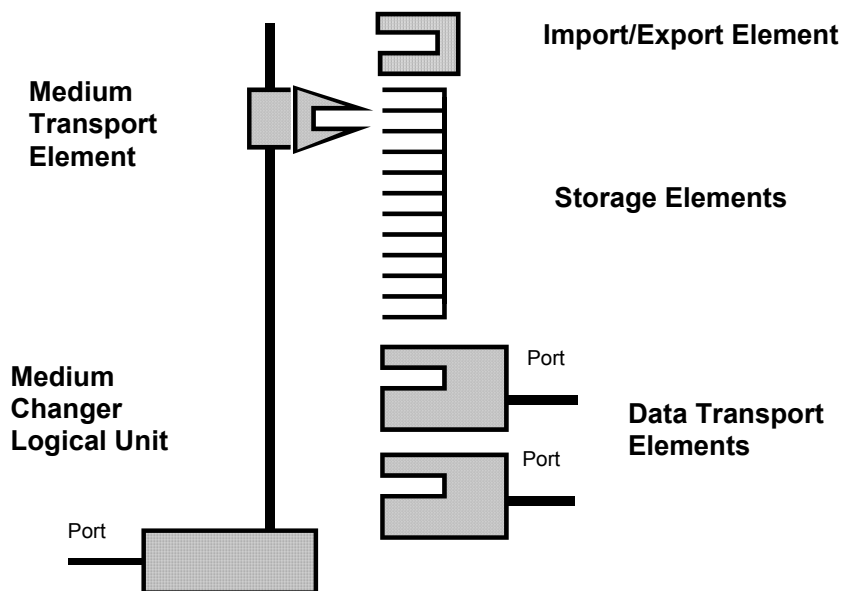 Import/Export Element
Medium
Transport
Element
Storage Elements
Port
Medium
Changer
Logical Unit
Data Transport
Elements
Port
Port